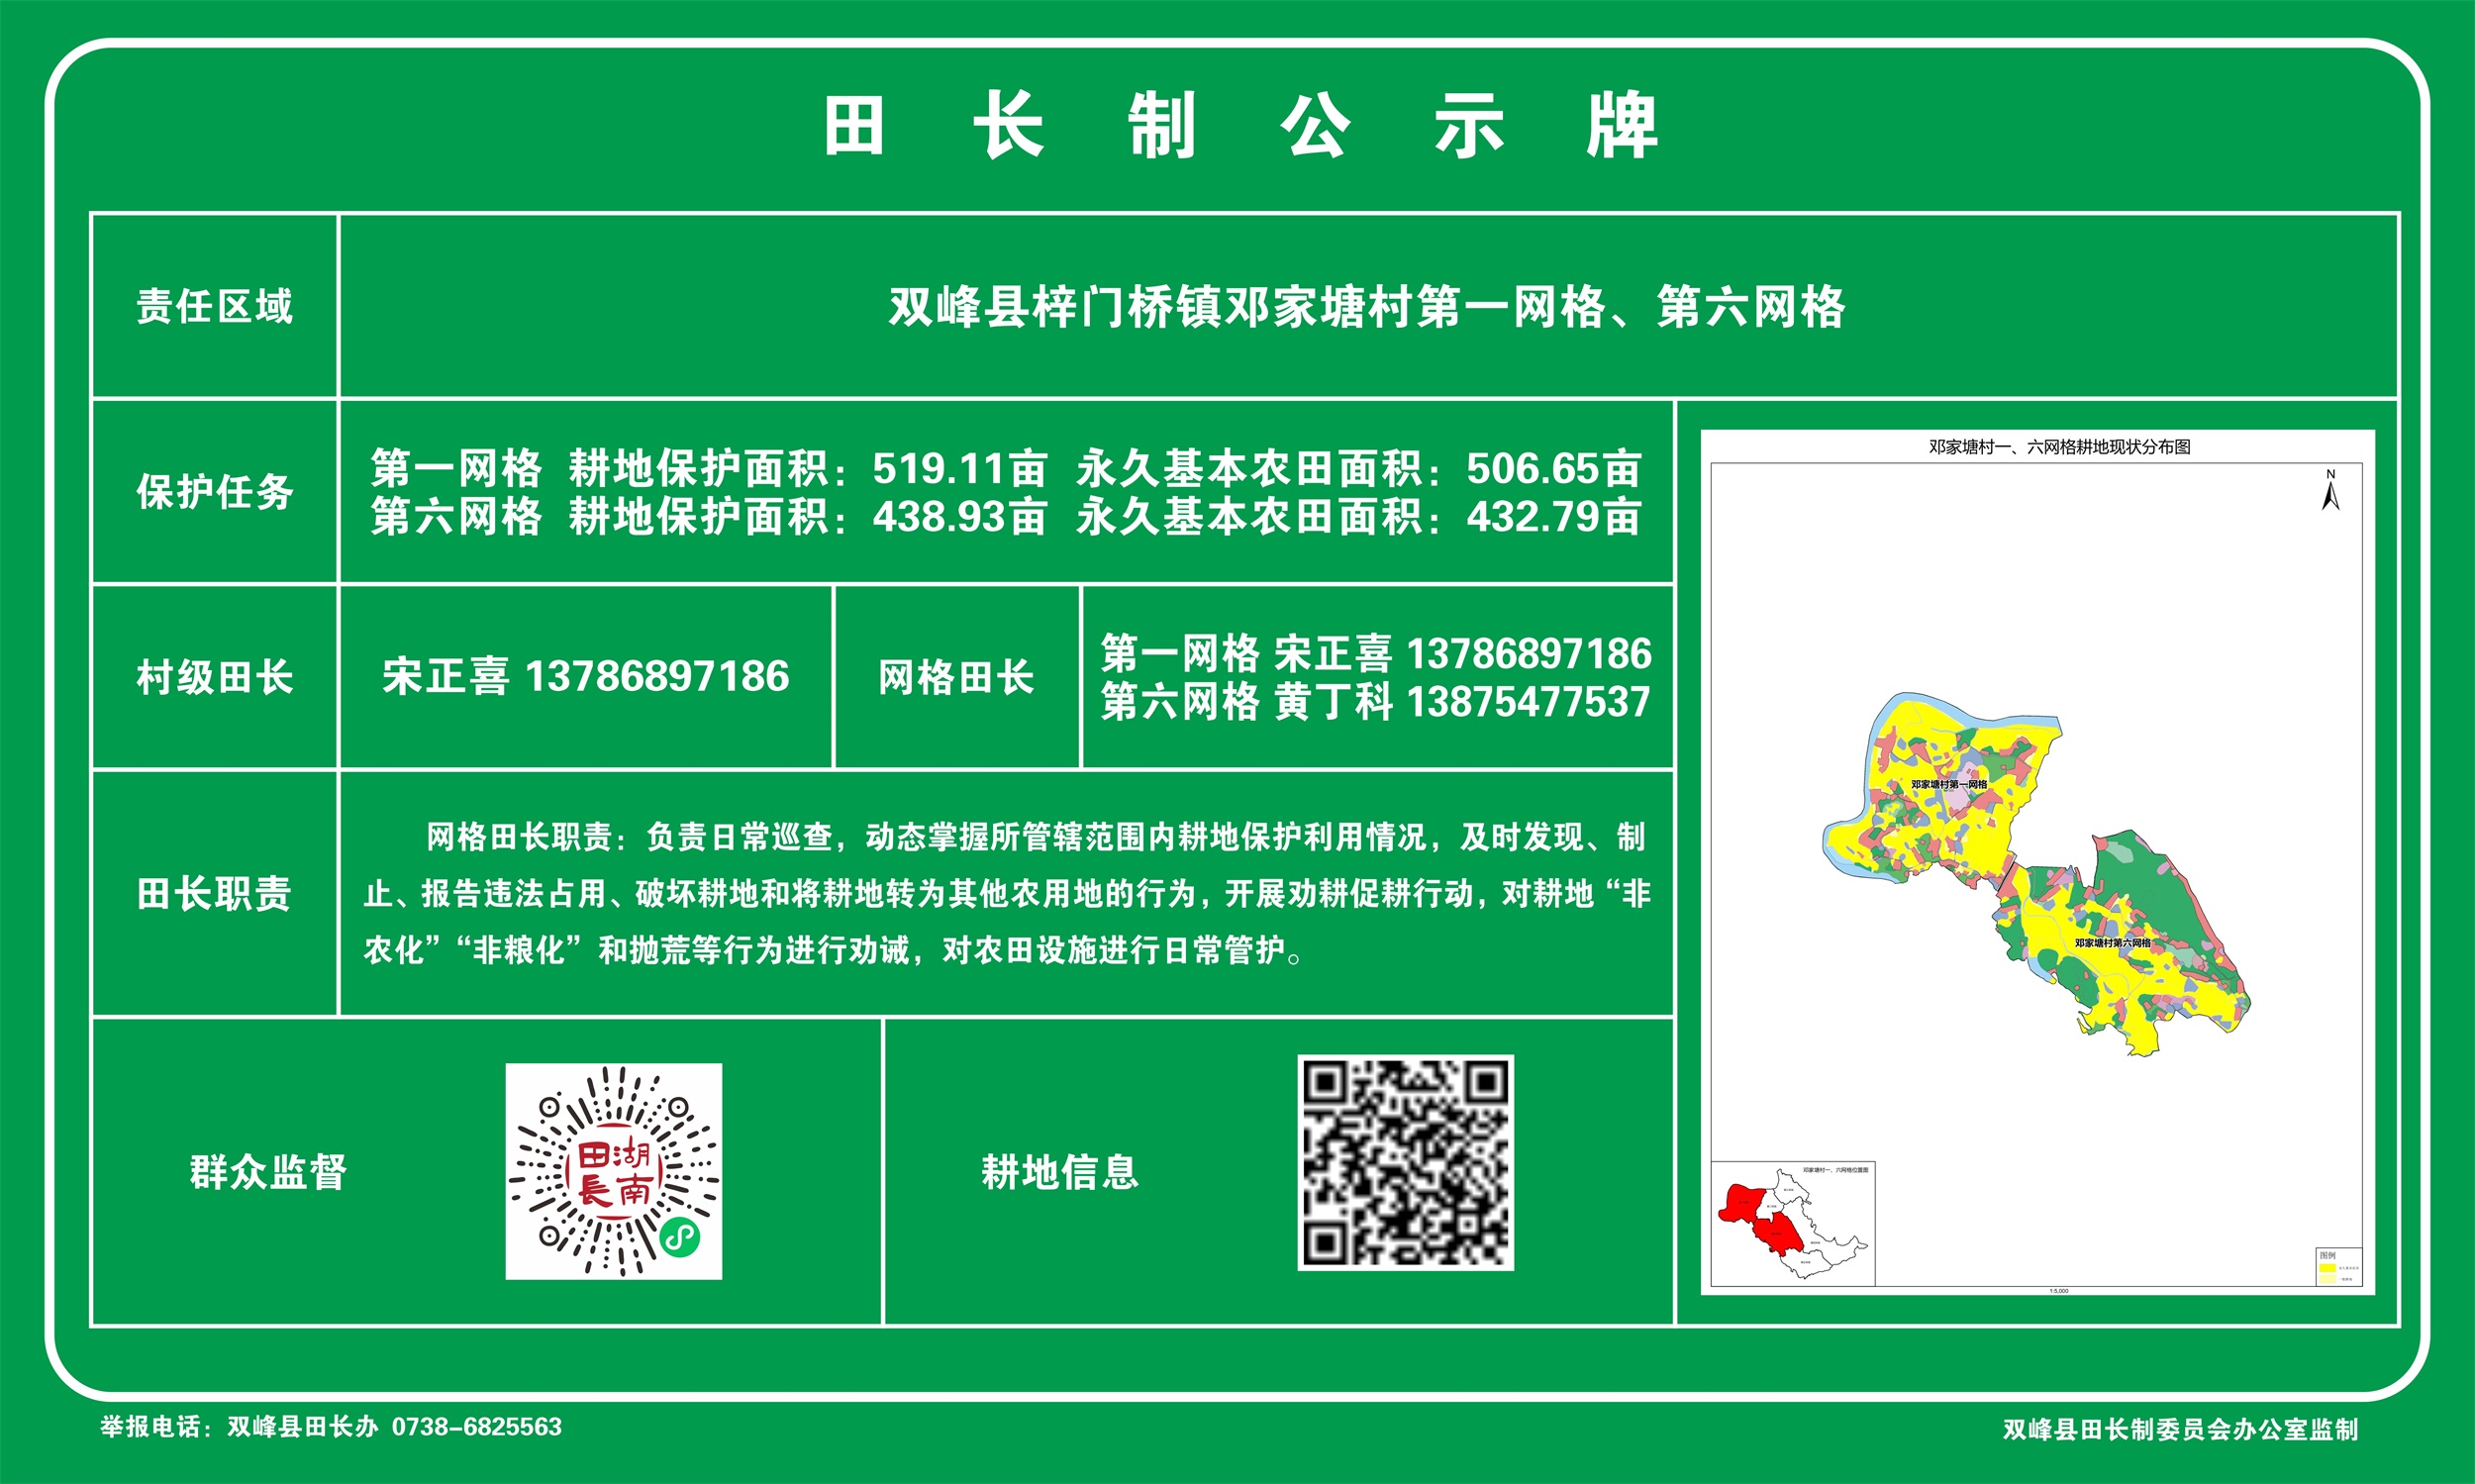 田长制公示牌
责任区域
双峰县梓门桥镇邓家塘村第一网格、第六网格
保护任务
第一网格 耕地保护面积：519.11亩 永久基本农田面积：506.65亩
第六网格 耕地保护面积：438.93亩 永久基本农田面积：432.79亩
村级田长
宋正喜 13786897186
网格田长
第一网格 宋正喜 13786897186
第六网格 黄丁科 13875477537
田长职责
网格田长职责：负责日常巡查，动态掌握所管辖范围内耕地保护利用情况，及时发现、制
止、报告违法占用、破坏耕地和将耕地转为其他农用地的行为，开展劝耕促耕行动，对耕地“非
农化”“非粮化”和抛荒等行为进行劝诫，对农田设施进行日常管护。
群众监督
湖南田長
耕地信息
邓家塘村一、六网格耕地现状分布图
N
邓家塘村第一网格
邓家塘村第六网格
邓家塘村一、六网格位置图
图例
1:5,000
举报电话：双峰县田长办 0738-6825563
双峰县田长制委员会办公室监制